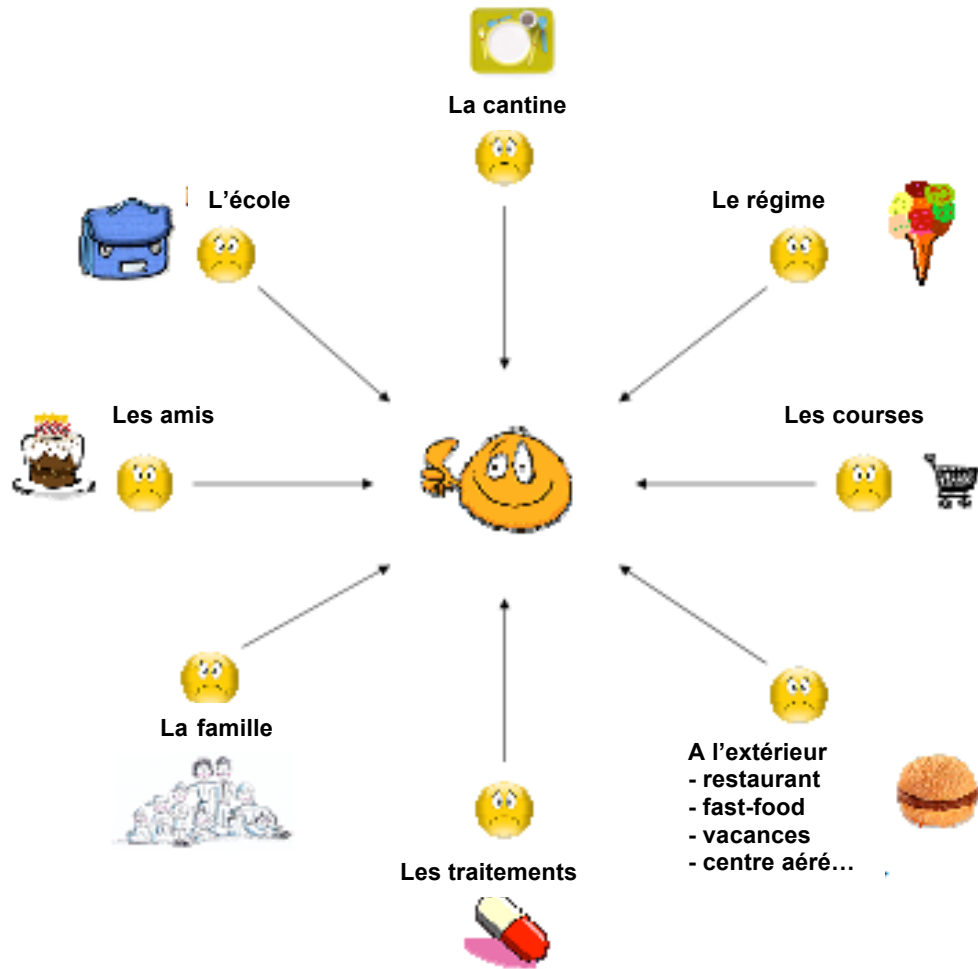 La cantine
L’école
Le régime
Les amis
Les courses
La famille
A l’extérieur
- restaurant
- fast-food
- vacances
- centre aéré…
Les traitements